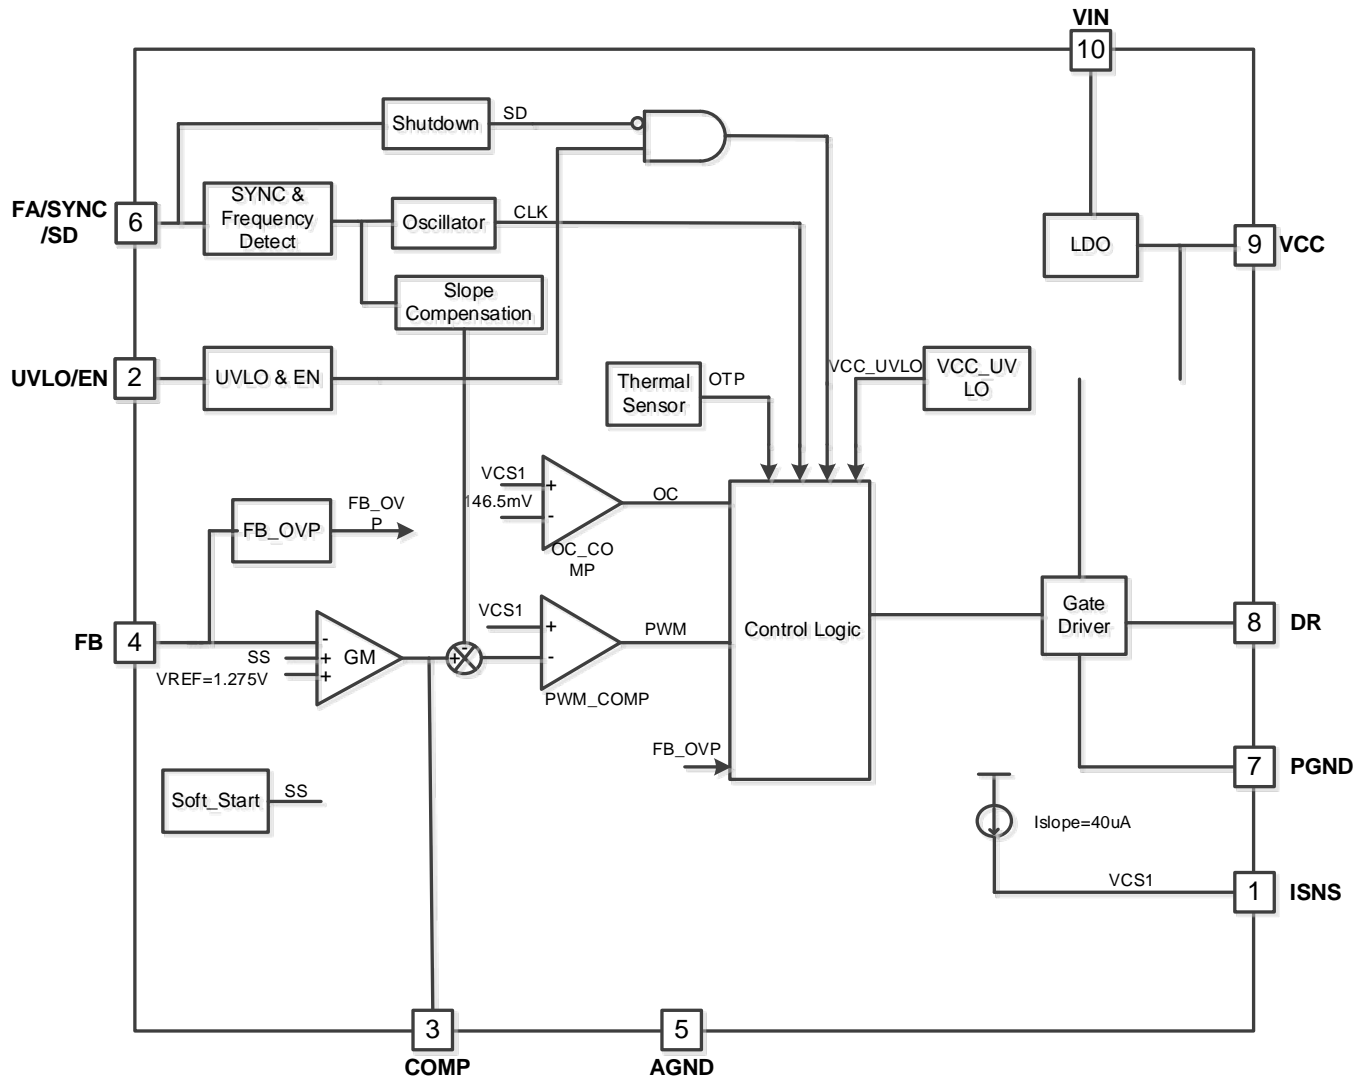 VIN
10
Shutdown
SD
FA/SYNC
/SD
6
SYNC &
Frequency
Detect
Oscillator
CLK
LDO
9
VCC
Slope
Compensation
UVLO/EN
2
UVLO & EN
Thermal
Sensor
OTP
VCC_UVLO
VCC_UV
LO
VCS1
+
146.5mV
-
OC
OC_CO
MP
FB_OVP
FB_OV
P
FB
4
-
SS
+
VREF=1.275V
+
GM
+
-
VCS1
+
-
PWM
PWM_COMP
Control Logic
Gate
Driver
8
DR
FB_OVP
7
PGND
Soft_Start
SS
Islope=40uA
VCS1
1
ISNS
3
COMP
5
AGND